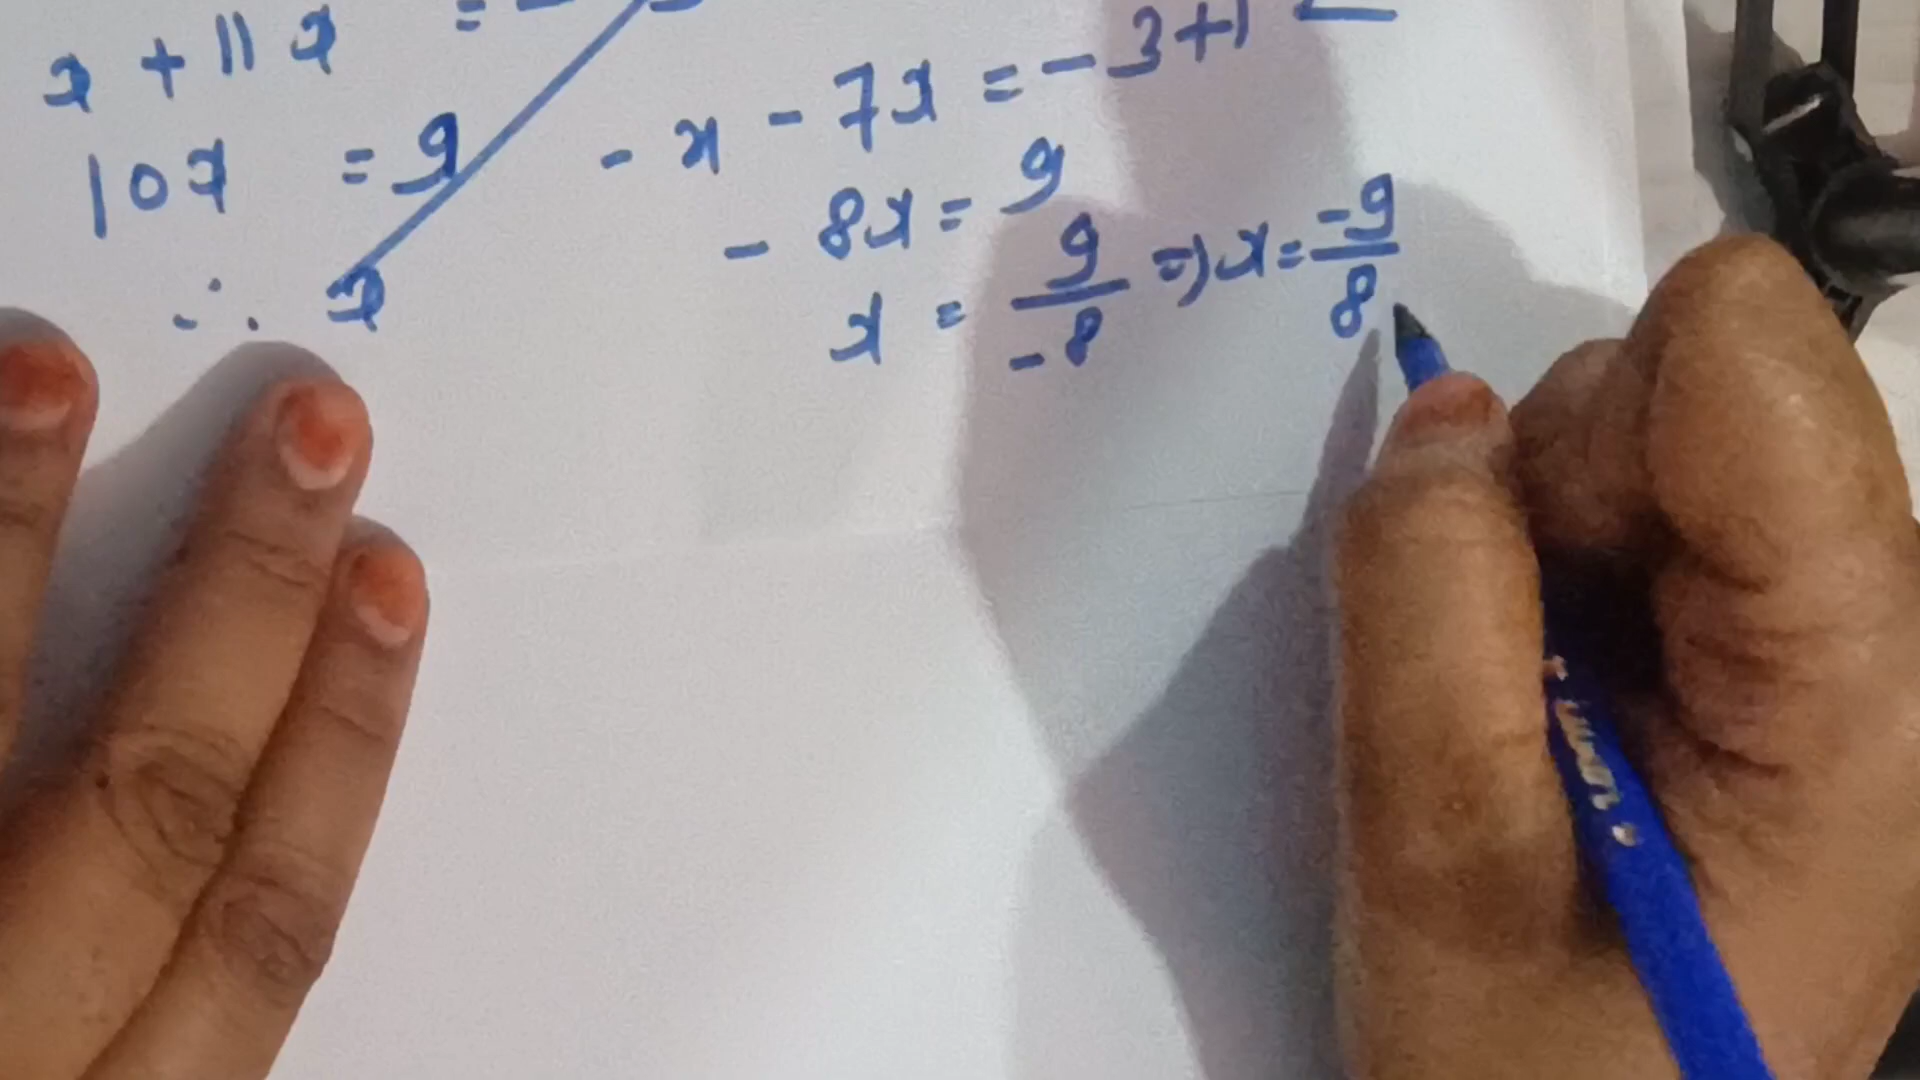 x + 11x =
10x = 9
∴ x
- x - 7x = -3+1
- 8x = 9
x = 9/-8 ⇒ x = -9/8